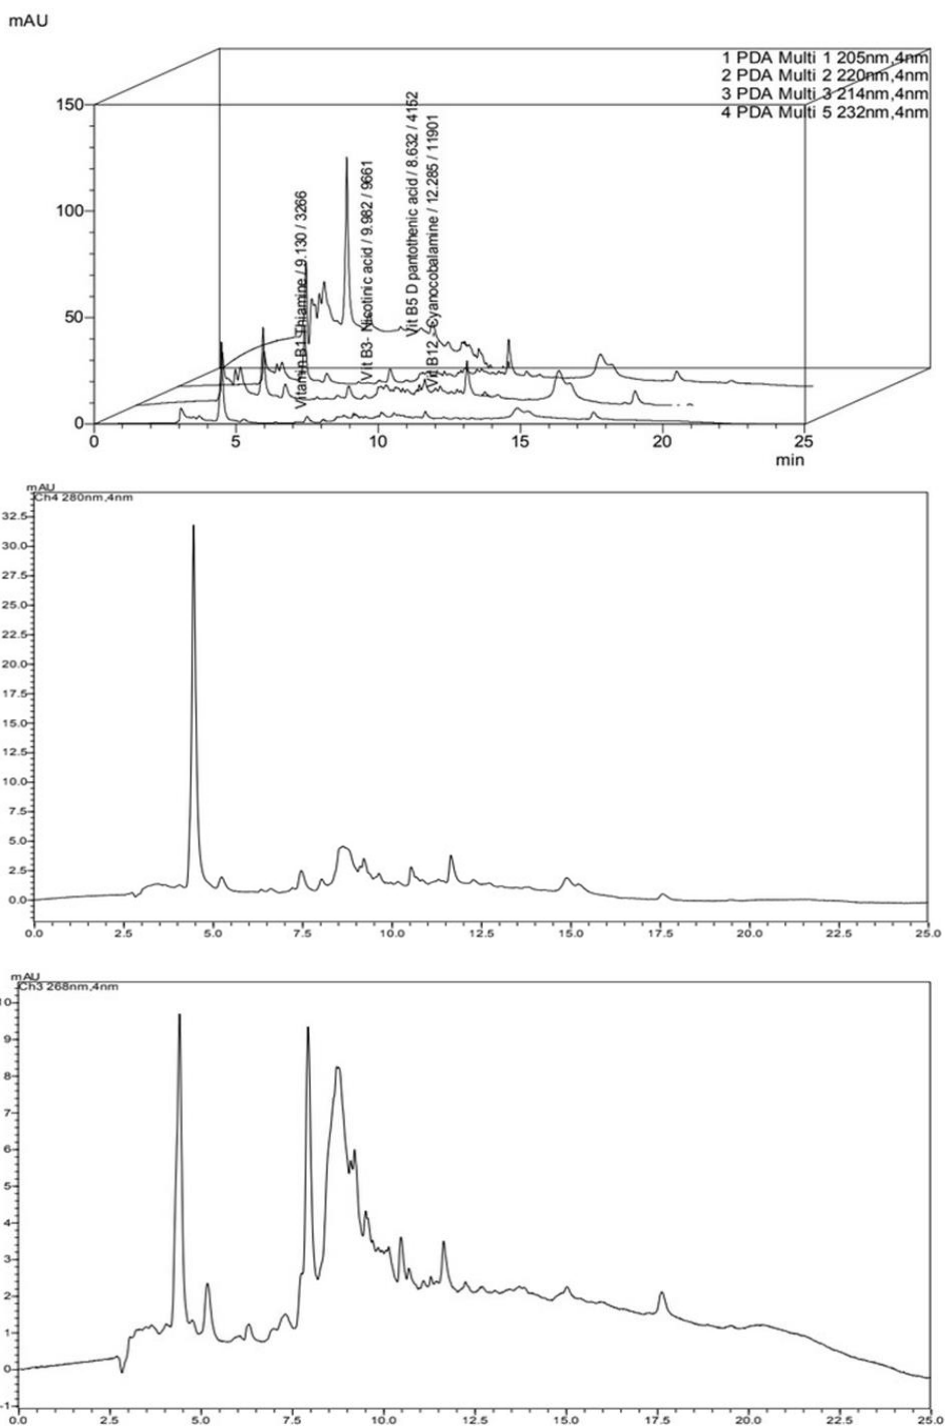 mAU
1 PDA Multi 1 205nm,4nm
2 PDA Multi 2 220nm,4nm
3 PDA Multi 3 214nm,4nm
4 PDA Multi 5 232nm,4nm
150
100
50
0
Vitamin B1 Thiamine / 9.130 / 3266
Vit B3- Nicotinic acid / 9.982 / 9661
Vit B5 D pantothenic acid / 8.632 / 4152
Vit B12 Cyanocobalamine / 12.285 / 11901
0 5 10 15 20 25
min
mAU
Ch4 280nm,4nm
32.5
30.0
27.5
25.0
22.5
20.0
17.5
15.0
12.5
10.0
7.5
5.0
2.5
0.0
0.0 2.5 5.0 7.5 10.0 12.5 15.0 17.5 20.0 22.5 25.0
mAU
Ch3 268nm,4nm
10
9
8
7
6
5
4
3
2
1
0
-1
0.0 2.5 5.0 7.5 10.0 12.5 15.0 17.5 20.0 22.5 25.0